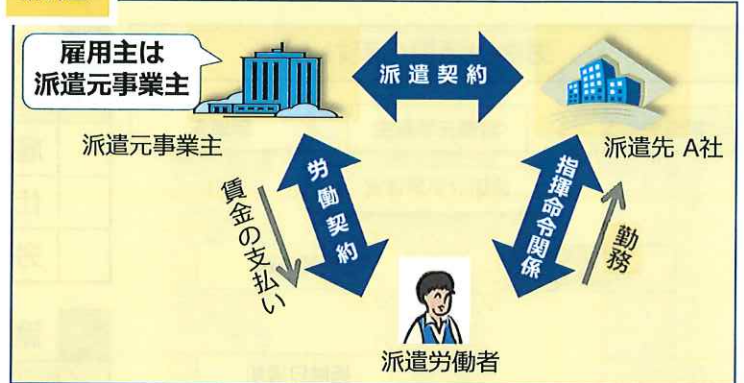 雇用主は
派遣元事業主
派遣契約
派遣元事業主
派遣先 A社
労働契約
賃金の支払い
指揮命令関係
勤務
派遣労働者